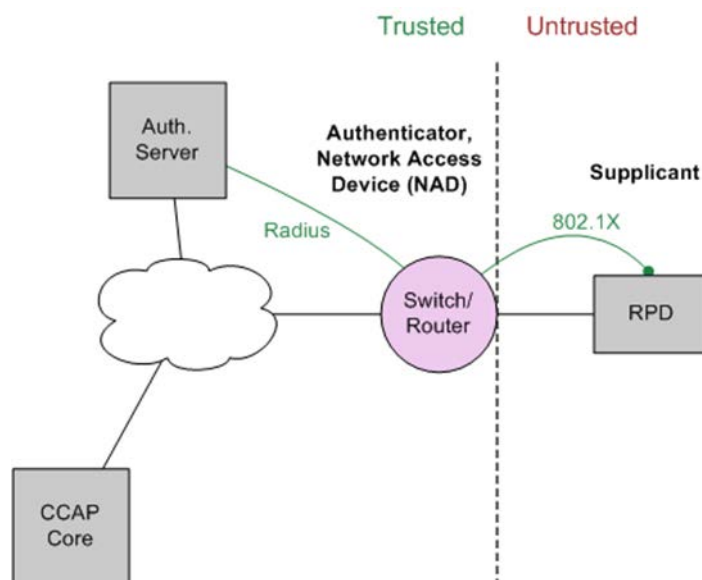 Trusted
Untrusted
Auth.
Server
Authenticator,
Network Access
Device (NAD)
Supplicant
Radius
802.1X
Switch/
Router
RPD
CCAP
Core